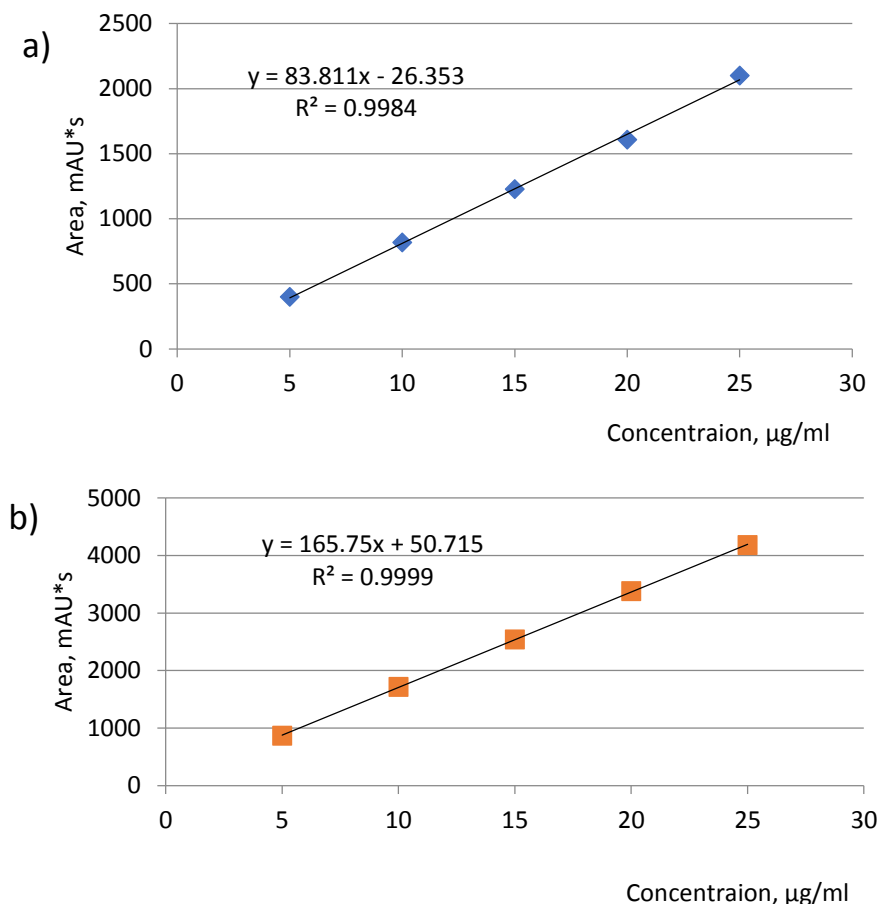 a)
2500
2000
1500
1000
500
0
y = 83.811x - 26.353
R² = 0.9984
Area, mAU*s
0 5 10 15 20 25 30
Concentraion, µg/ml
b)
5000
4000
3000
2000
1000
0
y = 165.75x + 50.715
R² = 0.9999
Area, mAU*s
0 5 10 15 20 25 30
Concentraion, µg/ml